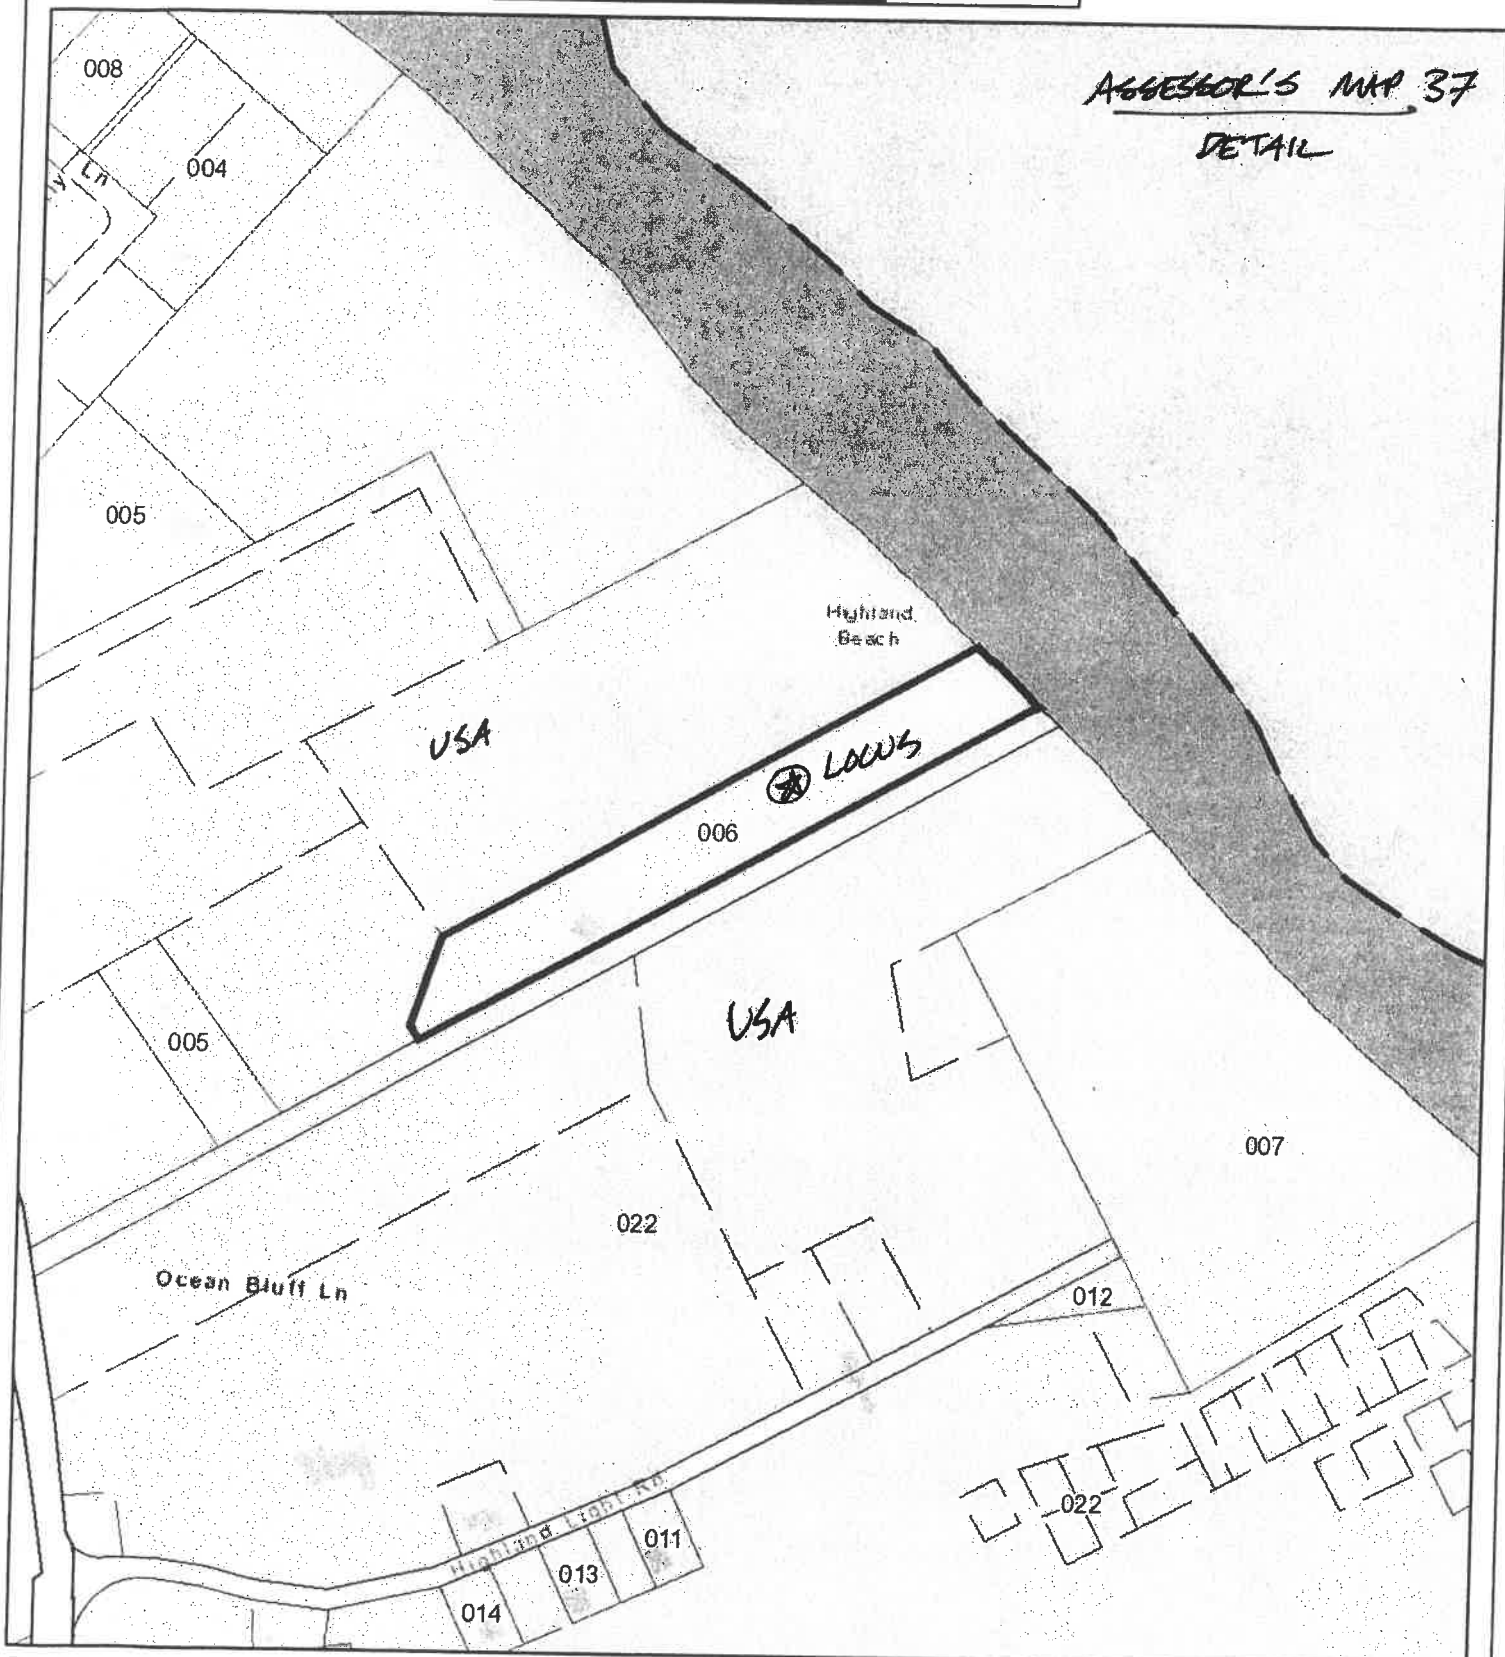 ASSESSOR'S MAP 37
DETAIL
008
004
Ln
005
Highland
Beach
USA
LOCUS
006
USA
005
007
022
Ocean Bluff Ln
012
Highland Light Rd
022
011
013
014